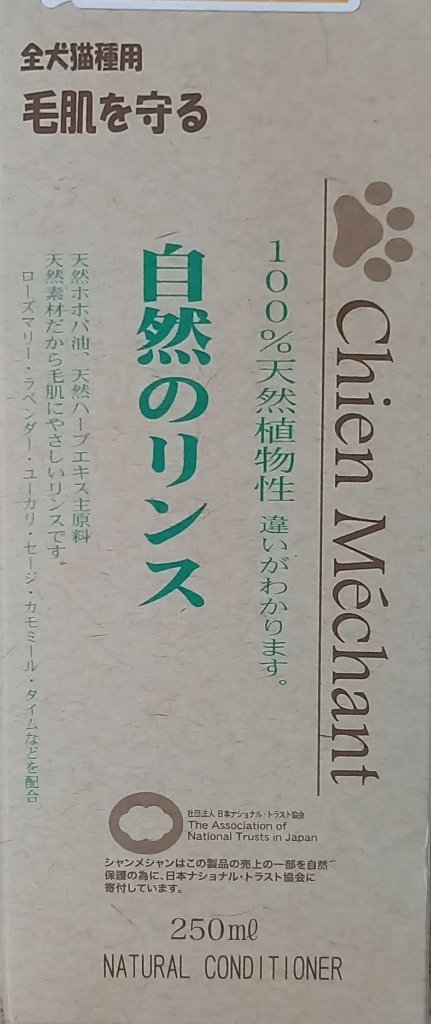 全犬猫種用
毛肌を守る
Chien Méchant
100%天然植物性 違いがわかります。
自然のリンス
天然ホホバ油、天然ハーブエキス主原料
天然素材だから毛肌にやさしいリンスです。
ローズマリー・ラベンダー・ユーカリ・セージ・カモミール・タイムなどを配合
社団法人 日本ナショナル・トラスト協会
The Association of
National Trusts in Japan
シャンメシャンはこの製品の売上の一部を自然
保護の為に、日本ナショナル・トラスト協会に
寄付しています。
250mℓ
NATURAL CONDITIONER